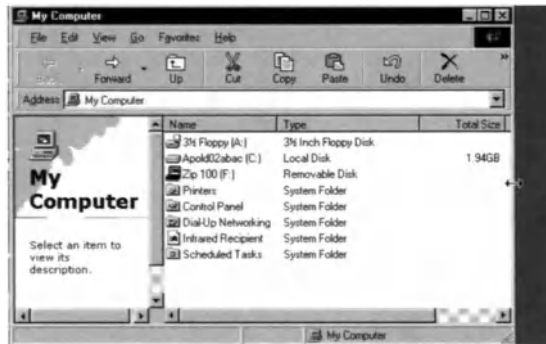 My Computer
File Edit View Go Favorites Help
Forward Up Cut Copy Paste Undo Delete »
Address My Computer
Name Type Total Size
3½ Floppy (A:) 3½ Inch Floppy Disk
Apold02abac (C:) Local Disk 1.94GB
Zip 100 (F:) Removable Disk
Printers System Folder
Control Panel System Folder
Dial-Up Networking System Folder
Infrared Recipient System Folder
Scheduled Tasks System Folder
My
Computer
Select an item to
view its
description.
My Computer